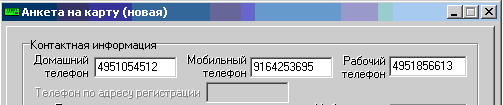 Анкета на карту (новая)
Контактная информация
Домашний телефон 4951054512 Мобильный телефон 9164253695 Рабочий телефон 4951856613
Телефон по адресу регистрации